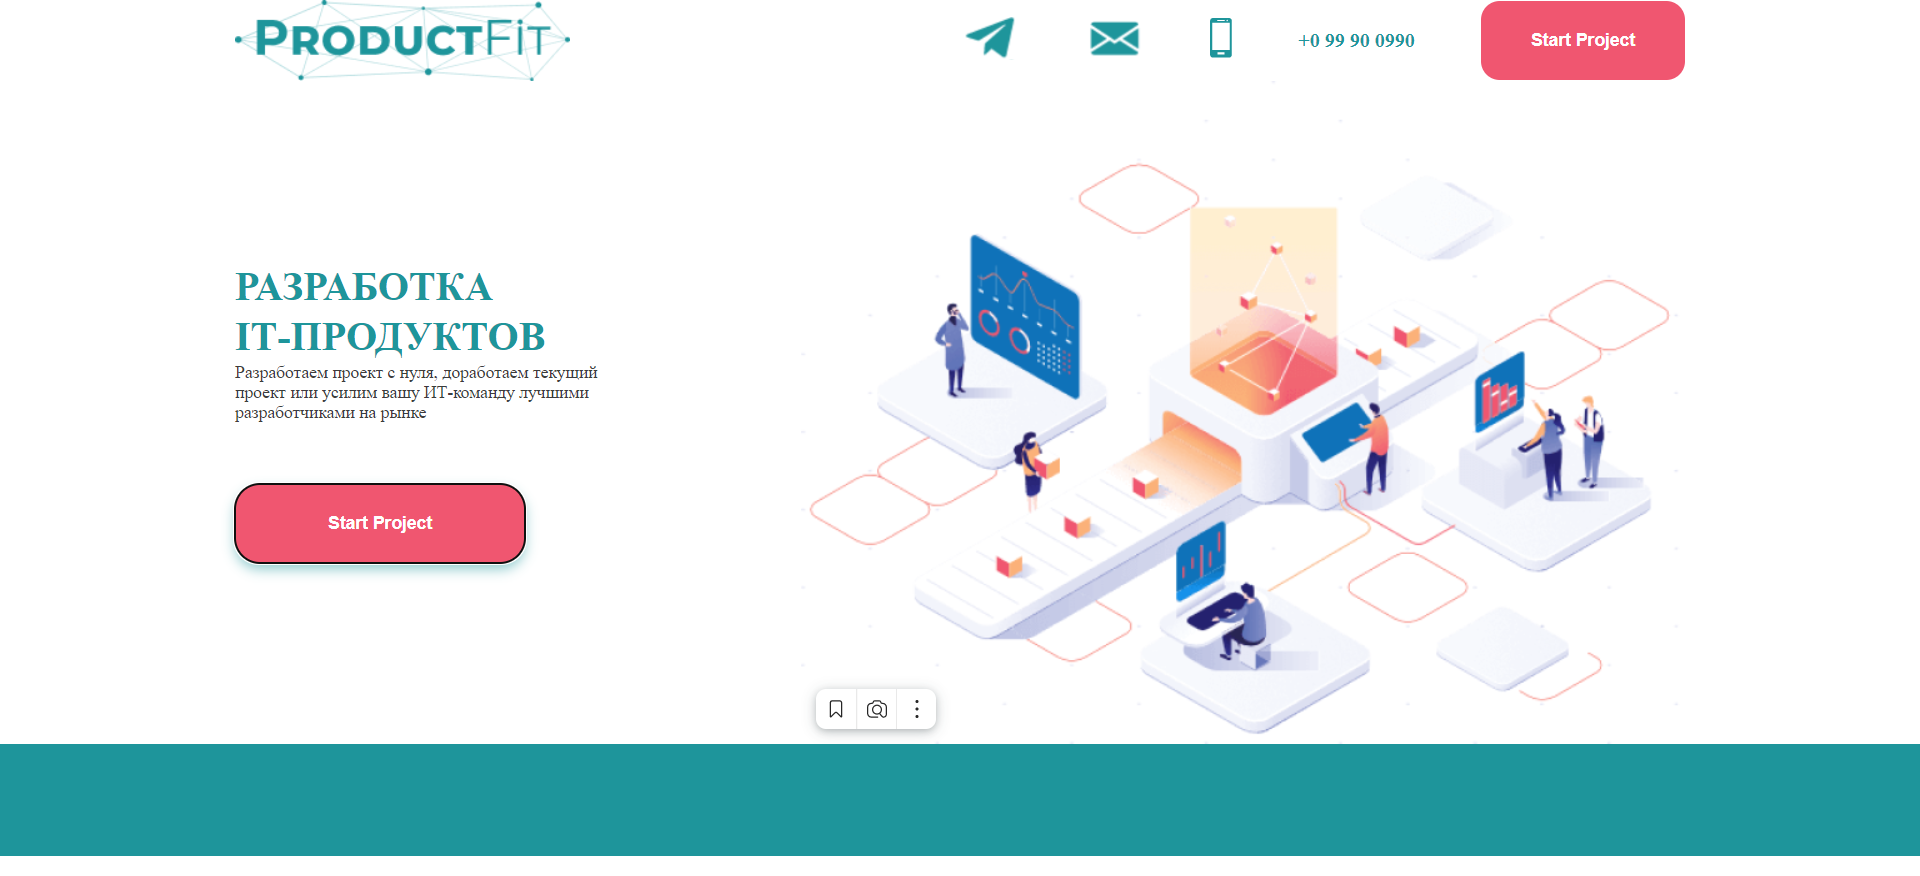 PRODUCTFIT
+0 99 90 0990
Start Project
РАЗРАБОТКА
IT-ПРОДУКТОВ
Разработаем проект с нуля, доработаем текущий
проект или усилим вашу ИТ-команду лучшими
разработчиками на рынке
Start Project